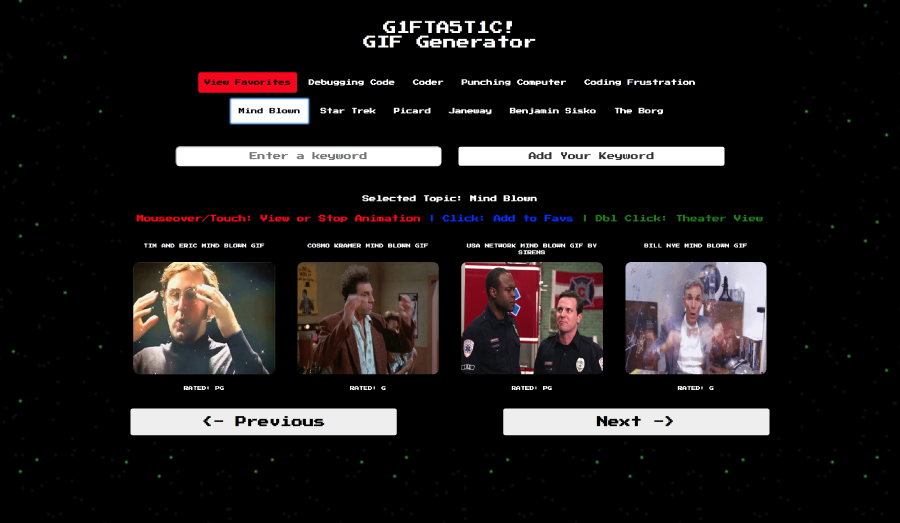 G1FTA5T1C!
GIF Generator
View Favorites Debugging Code Coder Punching Computer Coding Frustration
Mind Blown Star Trek Picard Janeway Benjamin Sisko The Borg
Enter a keyword Add Your Keyword
Selected Topic: Mind Blown
Mouseover/Touch: View or Stop Animation | Click: Add to Favs | Dbl Click: Theater View
TIM AND ERIC MIND BLOWN GIF
COSMO KRAMER MIND BLOWN GIF
USA NETWORK MIND BLOWN GIF BY
SIRENS
BILL NYE MIND BLOWN GIF
RATED: PG RATED: G RATED: PG RATED: G
<- Previous Next ->